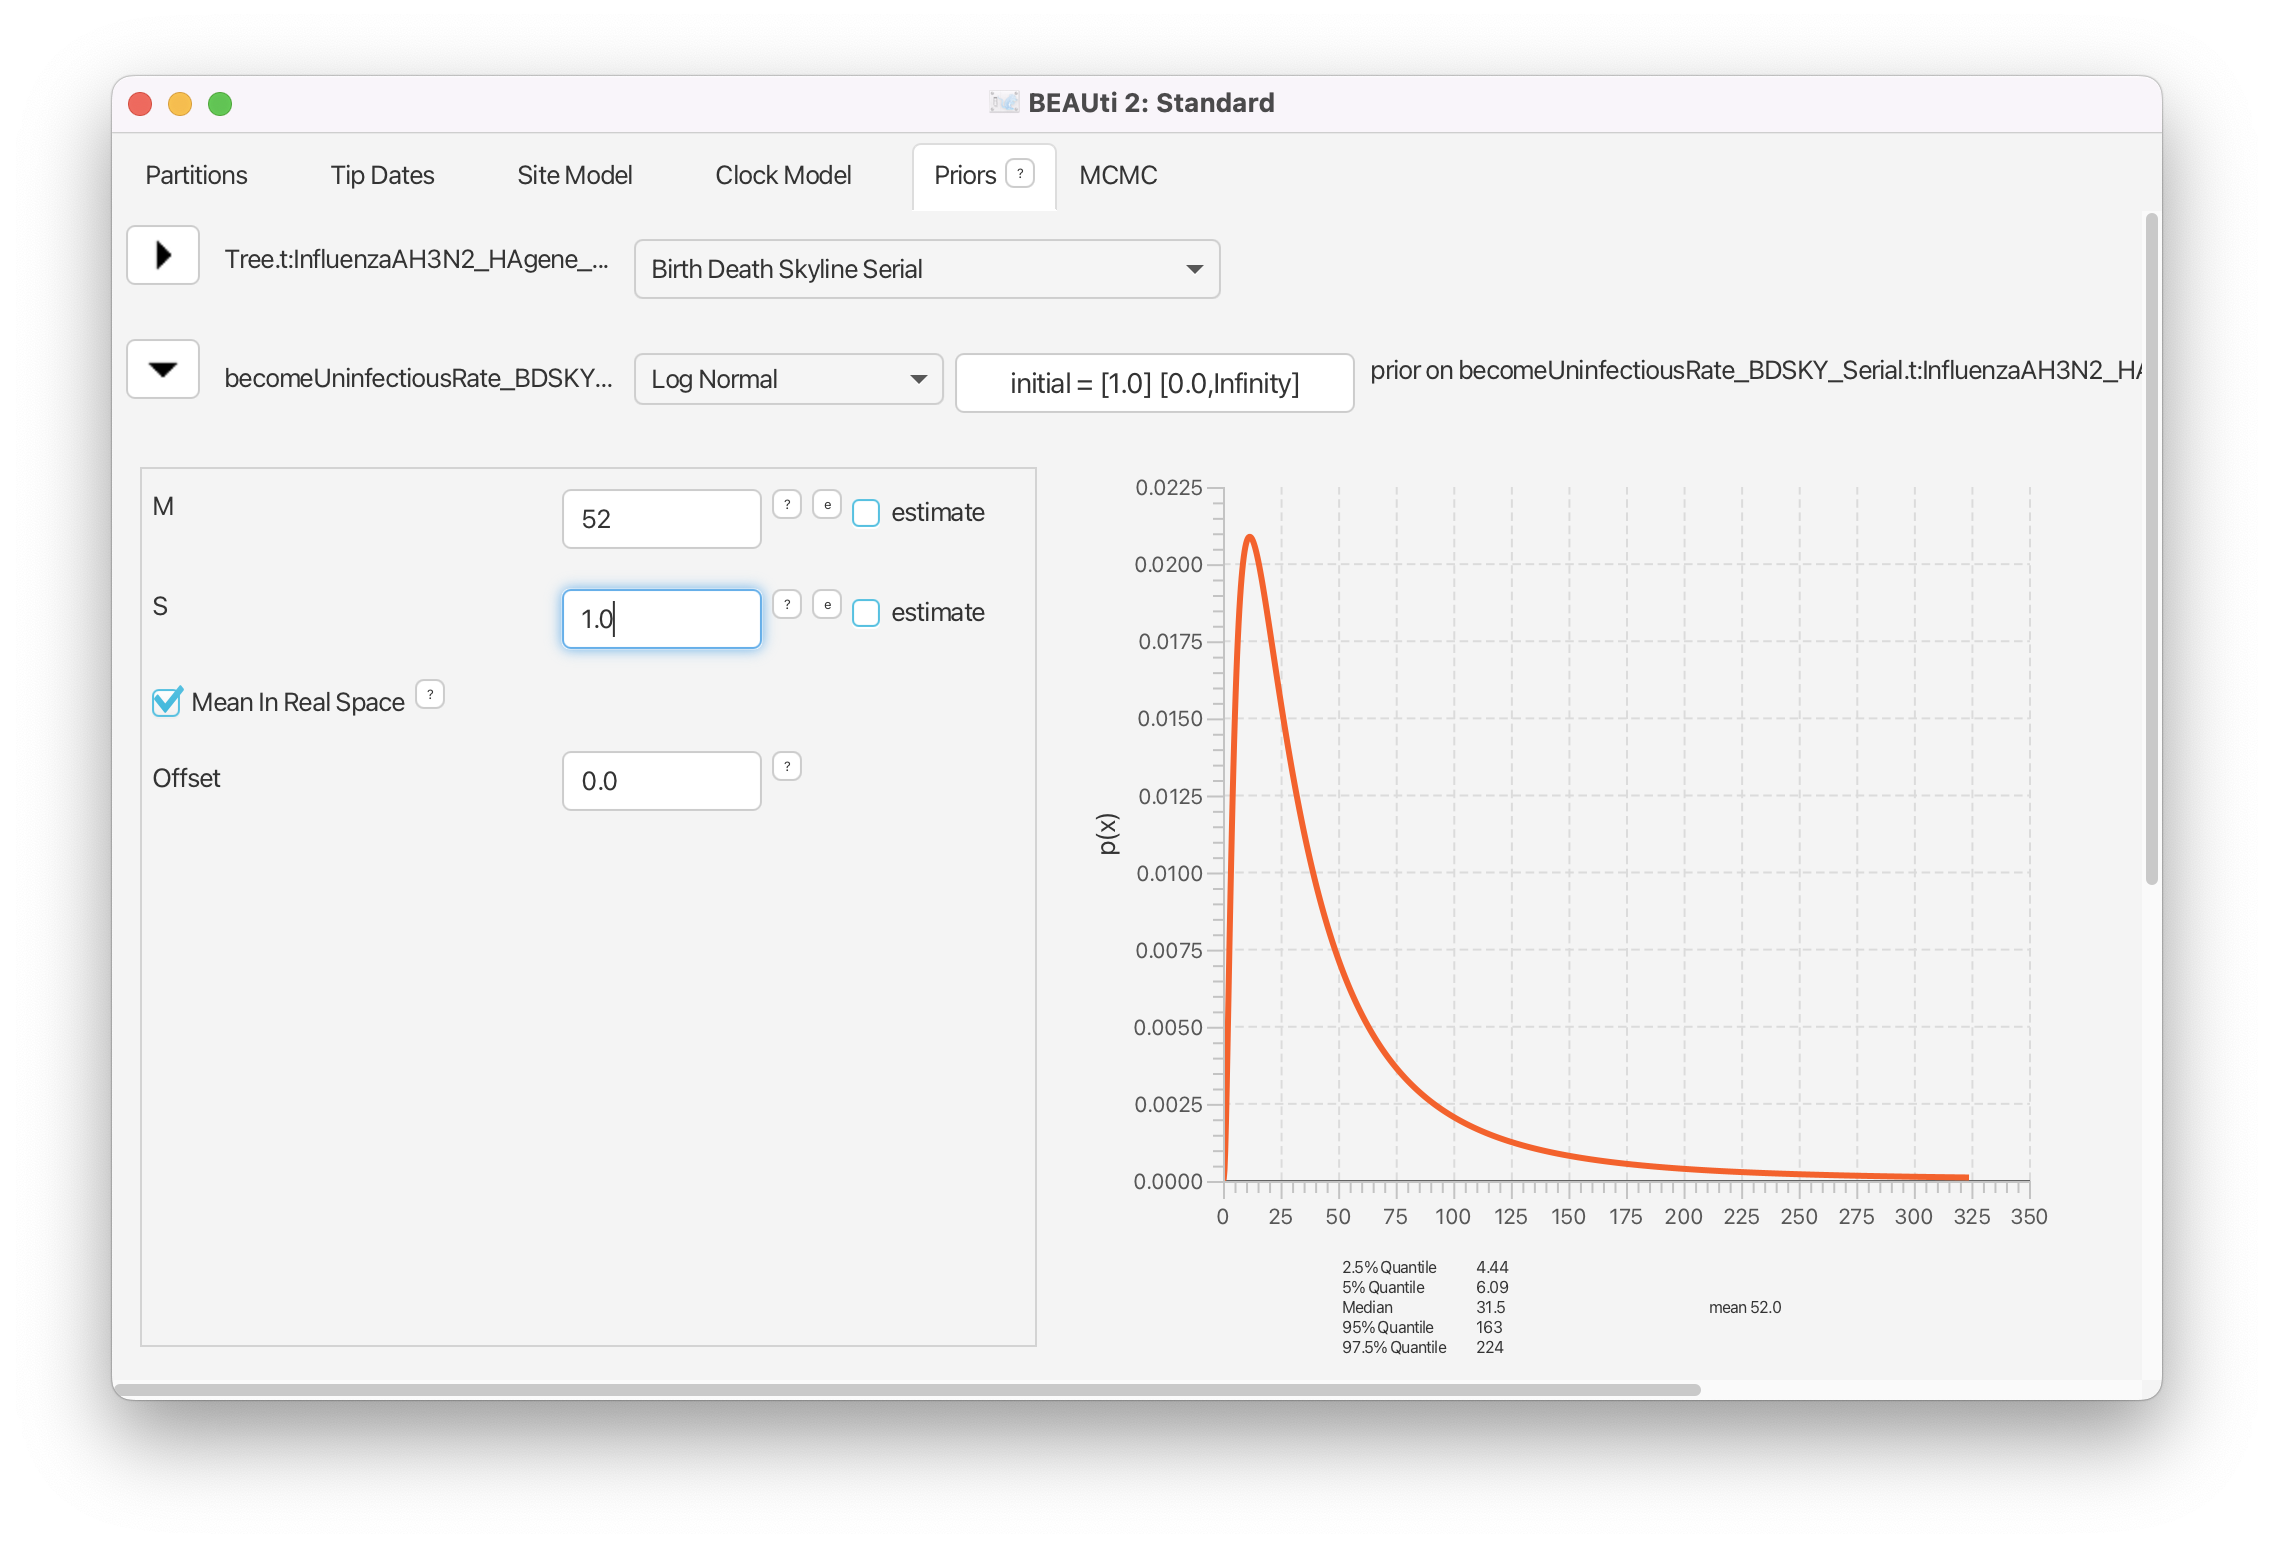 BEAUti 2: Standard
Partitions Tip Dates Site Model Clock Model Priors ? MCMC
Tree.t:InfluenzaAH3N2_HAgene_... Birth Death Skyline Serial
becomeUninfectiousRate_BDSKY... Log Normal initial = [1.0] [0.0,Infinity] prior on becomeUninfectiousRate_BDSKY_Serial.t:InfluenzaAH3N2_HA
M 52 ? e estimate
S 1.0 ? e estimate
Mean In Real Space ?
Offset 0.0 ?
p(x)
0.0225
0.0200
0.0175
0.0150
0.0125
0.0100
0.0075
0.0050
0.0025
0.0000
0 25 50 75 100 125 150 175 200 225 250 275 300 325 350
2.5% Quantile 4.44
5% Quantile 6.09
Median 31.5 mean 52.0
95% Quantile 163
97.5% Quantile 224